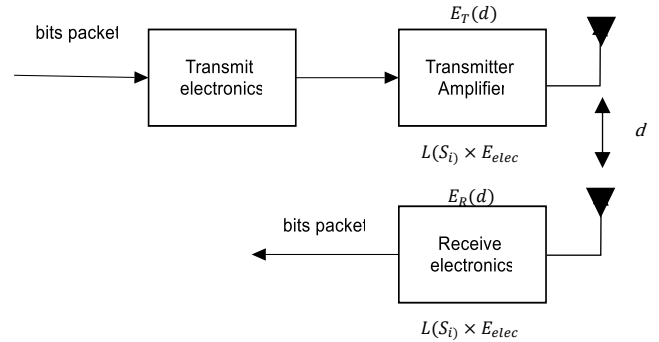 bits packet
E_T(d)
Transmit
electronics
Transmitter
Amplifier
d
L(S_i) × E_elec
E_R(d)
bits packet
Receive
electronics
L(S_i) × E_elec